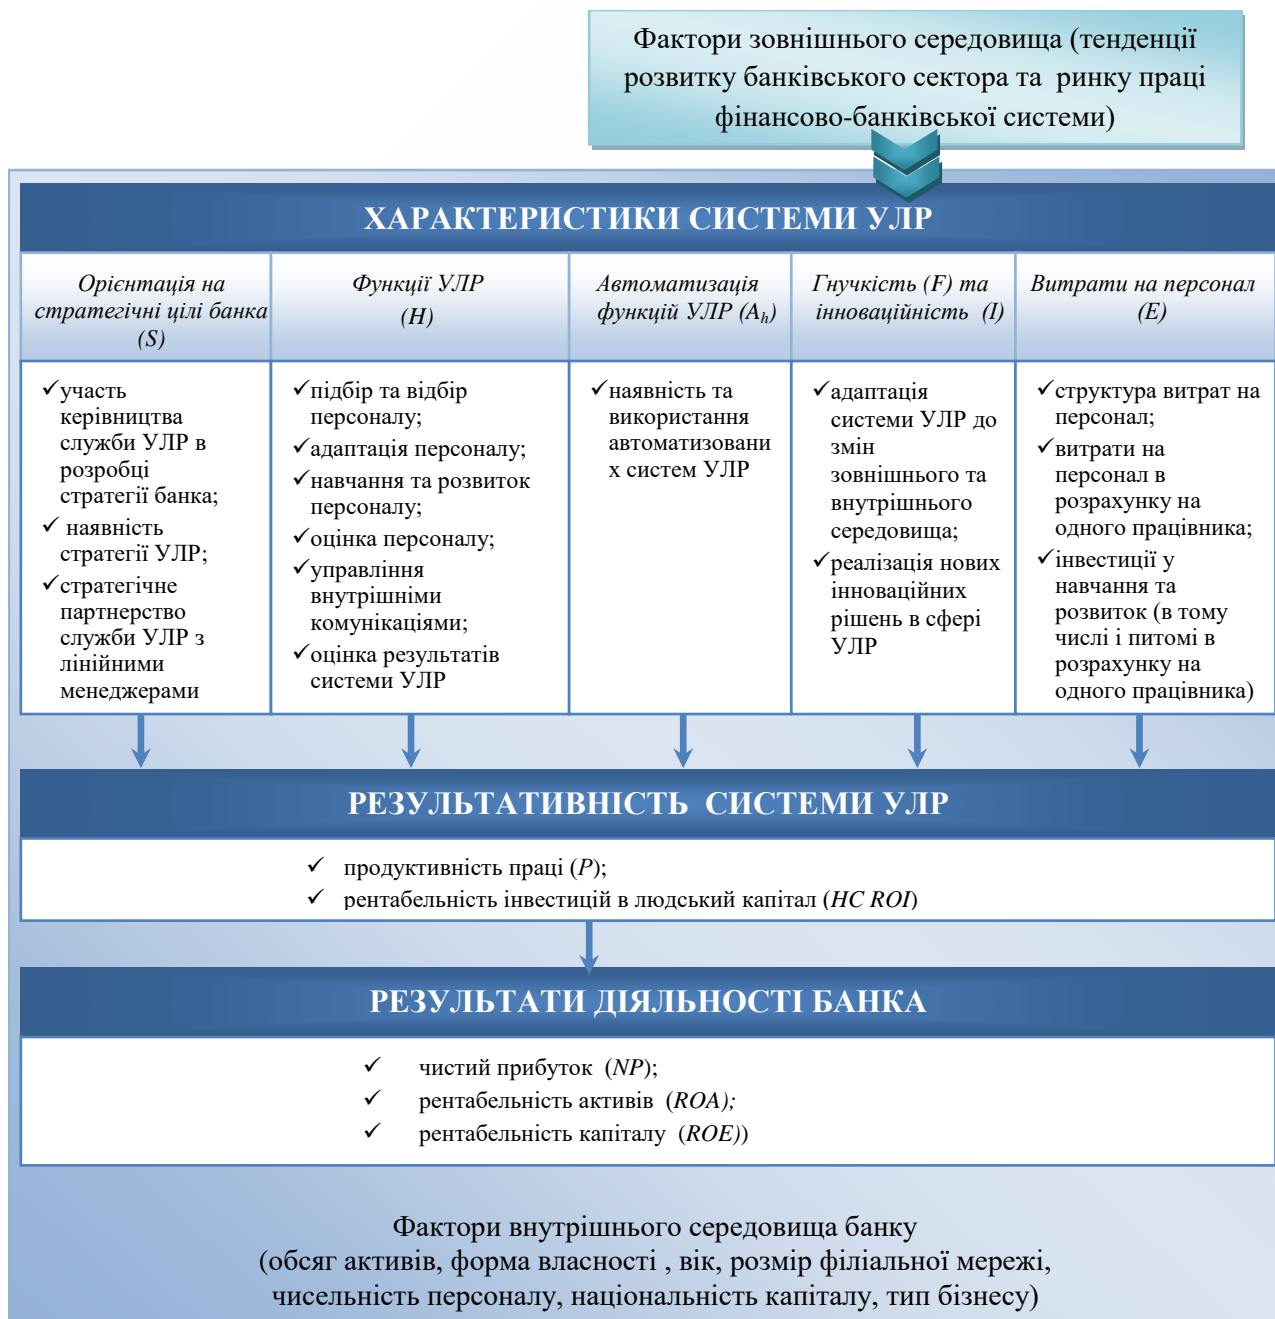 Фактори зовнішнього середовища (тенденції
розвитку банківського сектора та ринку праці
фінансово-банківської системи)
ХАРАКТЕРИСТИКИ СИСТЕМИ УЛР
Орієнтація на
стратегічні цілі банка
(S)
Функції УЛР
(H)
Автоматизація
функцій УЛР (Aₕ)
Гнучкість (F) та
інноваційність (I)
Витрати на персонал
(E)
✓участь
керівництва
служби УЛР в
розробці
стратегії банка;
✓ наявність
стратегії УЛР;
✓стратегічне
партнерство
служби УЛР з
лінійними
менеджерами
✓підбір та відбір
персоналу;
✓адаптація персоналу;
✓навчання та розвиток
персоналу;
✓оцінка персоналу;
✓управління
внутрішніми
комунікаціями;
✓оцінка результатів
системи УЛР
✓наявність та
використання
автоматизовани
х систем УЛР
✓адаптація
системи УЛР до
змін
зовнішнього та
внутрішнього
середовища;
✓реалізація нових
інноваційних
рішень в сфері
УЛР
✓структура витрат на
персонал;
✓витрати на
персонал в
розрахунку на
одного працівника;
✓інвестиції у
навчання та
розвиток (в тому
числі і питомі в
розрахунку на
одного працівника)
РЕЗУЛЬТАТИВНІСТЬ СИСТЕМИ УЛР
✓ продуктивність праці (P);
✓ рентабельність інвестицій в людський капітал (HC ROI)
РЕЗУЛЬТАТИ ДІЯЛЬНОСТІ БАНКА
✓ чистий прибуток (NP);
✓ рентабельність активів (ROA);
✓ рентабельність капіталу (ROE))
Фактори внутрішнього середовища банку
(обсяг активів, форма власності , вік, розмір філіальної мережі,
чисельність персоналу, національність капіталу, тип бізнесу)